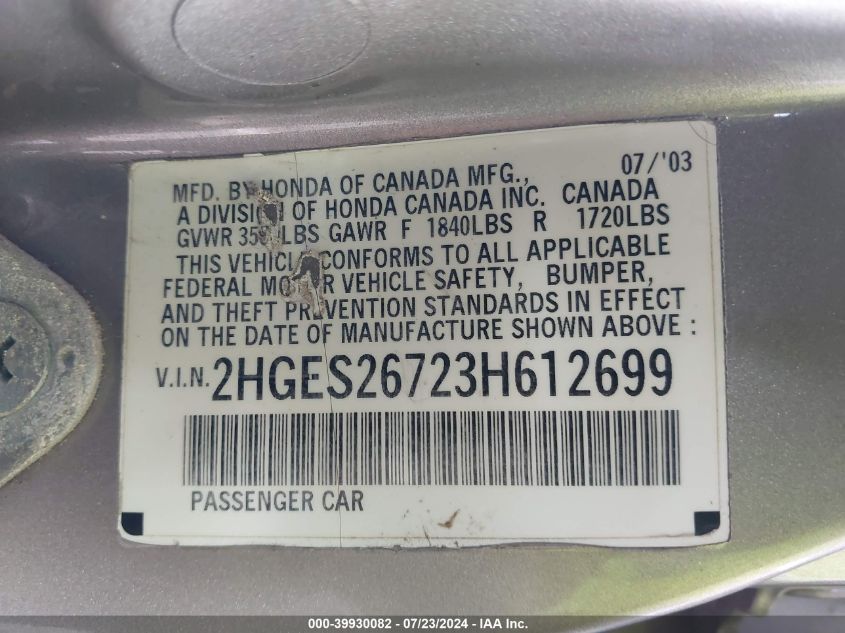 07/'03
MFD. BY HONDA OF CANADA MFG.,
A DIVISION OF HONDA CANADA INC. CANADA
GVWR LBS GAWR F 1840LBS R 1720LBS
THIS VEHICLE CONFORMS TO ALL APPLICABLE
FEDERAL MOTOR VEHICLE SAFETY, BUMPER,
AND THEFT PREVENTION STANDARDS IN EFFECT
ON THE DATE OF MANUFACTURE SHOWN ABOVE :
V.I.N. 2HGES26723H612699
PASSENGER CAR
000-39930082 - 07/23/2024 - IAA Inc.